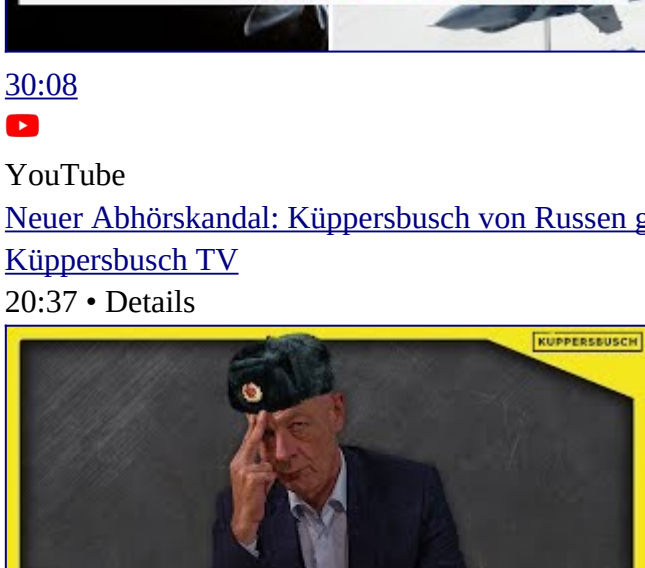 30:08
YouTube
Neuer Abhörskandal: Küppersbusch von Russen
Küppersbusch TV
20:37 • Details
KÜPPERSBUSCH